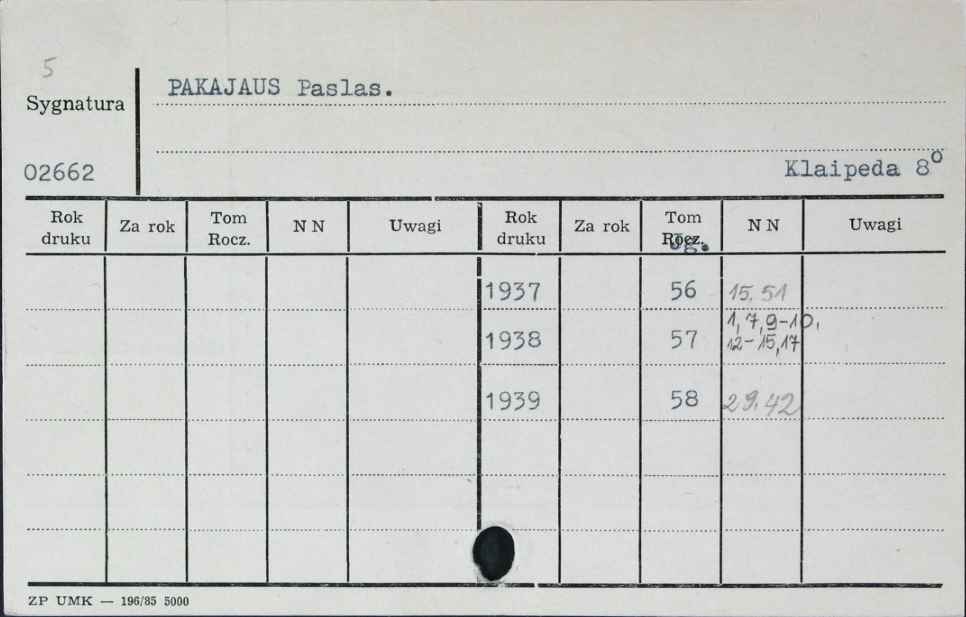 5
PAKAJAUS Paslas.
Sygnatura
02662
Klaipeda 8°
Rok druku Za rok Tom Rocz. N N Uwagi Rok druku Za rok Tom Rocz. N N Uwagi
1937 56 15. 51
1938 57 1, 7, 9-10, 12-15, 17
1939 58 29. 42
ZP UMK — 196/85 5000